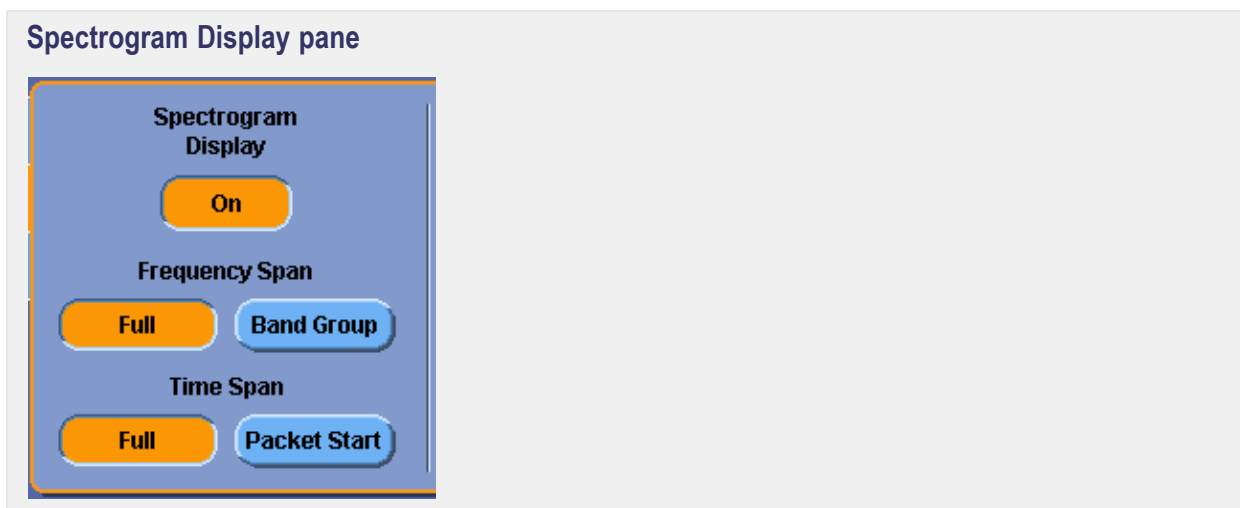 Spectrogram Display pane
Spectrogram
Display
On
Frequency Span
Full Band Group
Time Span
Full Packet Start